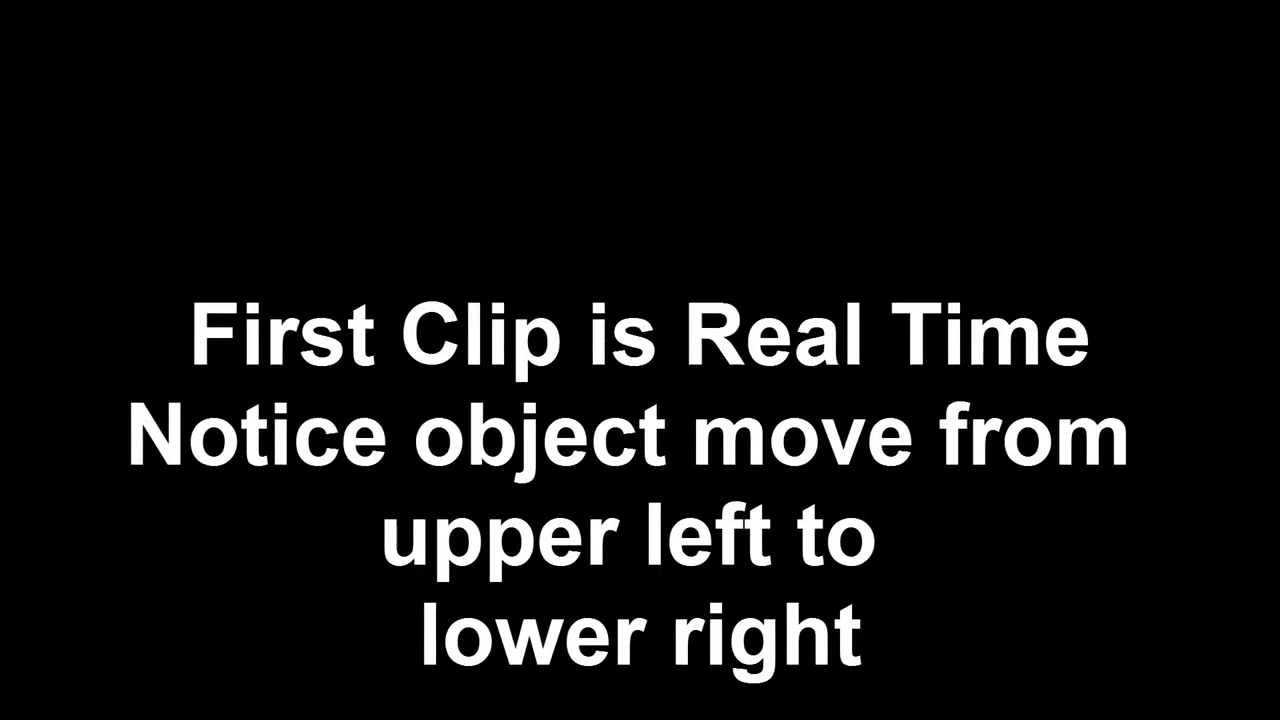 First Clip is Real Time
Notice object move from
upper left to
lower right